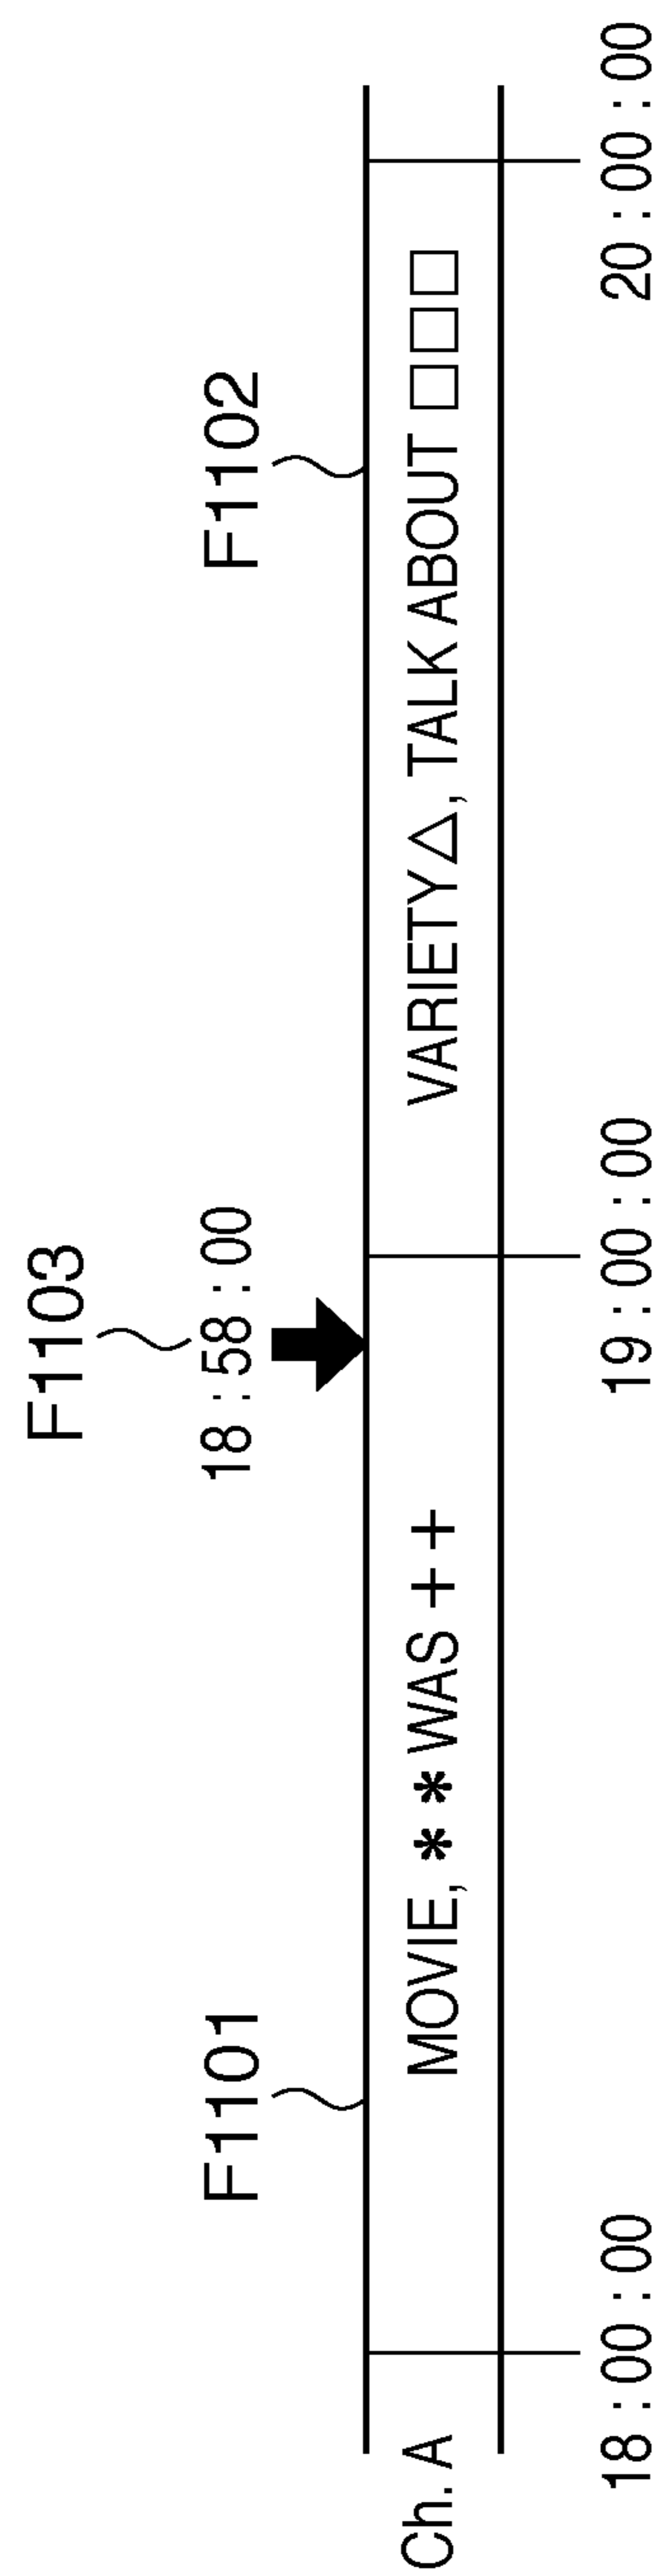 F1103
F1101
18 : 58 : 00
F1102
Ch. A
MOVIE, ＊＊ WAS ++
VARIETY△, TALK ABOUT □□□
18 : 00 : 00
19 : 00 : 00
20 : 00 : 00